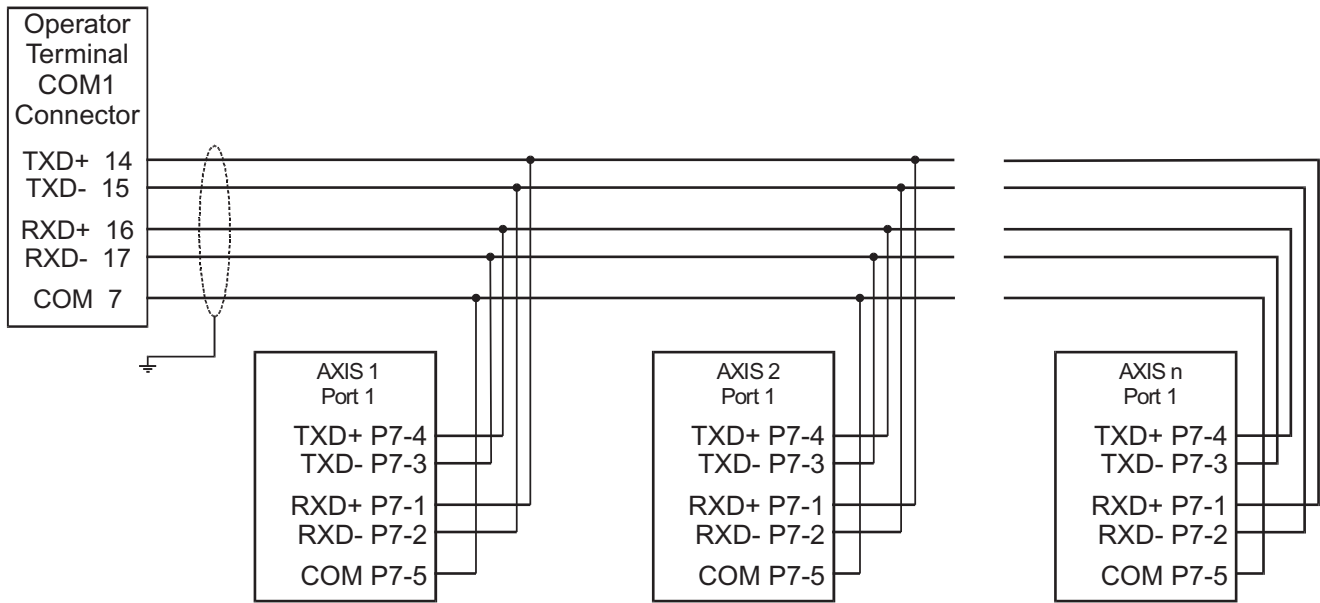 Operator
Terminal
COM1
Connector
TXD+ 14
TXD- 15
RXD+ 16
RXD- 17
COM 7
AXIS 1
Port 1
TXD+ P7-4
TXD- P7-3
RXD+ P7-1
RXD- P7-2
COM P7-5
AXIS 2
Port 1
TXD+ P7-4
TXD- P7-3
RXD+ P7-1
RXD- P7-2
COM P7-5
AXIS n
Port 1
TXD+ P7-4
TXD- P7-3
RXD+ P7-1
RXD- P7-2
COM P7-5